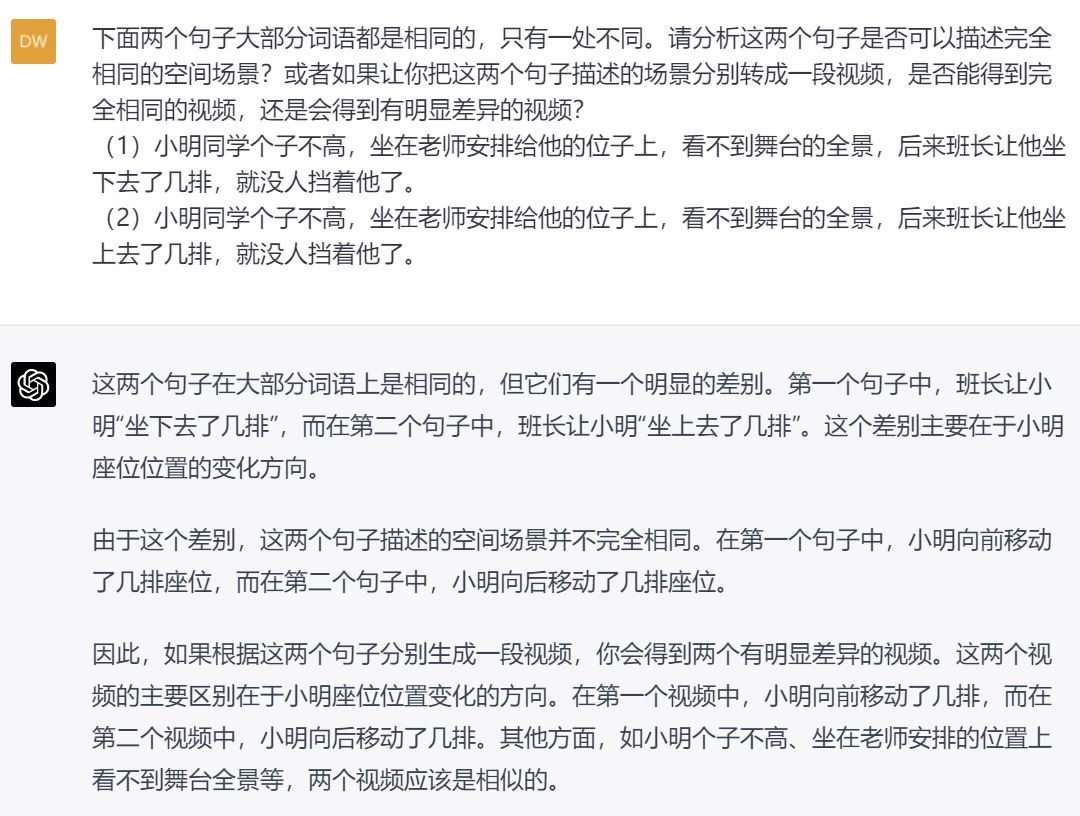 DW
下面两个句子大部分词语都是相同的，只有一处不同。请分析这两个句子是否可以描述完全
相同的空间场景？或者如果让你把这两个句子描述的场景分别转成一段视频，是否能得到完
全相同的视频，还是会得到有明显差异的视频？
（1）小明同学个子不高，坐在老师安排给他的位子上，看不到舞台的全景，后来班长让他坐
下去了几排，就没人挡着他了。
（2）小明同学个子不高，坐在老师安排给他的位子上，看不到舞台的全景，后来班长让他坐
上去了几排，就没人挡着他了。
这两个句子在大部分词语上是相同的，但它们有一个明显的差别。第一个句子中，班长让小
明“坐下去了几排”，而在第二个句子中，班长让小明“坐上去了几排”。这个差别主要在于小明
座位位置的变化方向。
由于这个差别，这两个句子描述的空间场景并不完全相同。在第一个句子中，小明向前移动
了几排座位，而在第二个句子中，小明向后移动了几排座位。
因此，如果根据这两个句子分别生成一段视频，你会得到两个有明显差异的视频。这两个视
频的主要区别在于小明座位位置变化的方向。在第一个视频中，小明向前移动了几排，而在
第二个视频中，小明向后移动了几排。其他方面，如小明个子不高、坐在老师安排的位置上
看不到舞台全景等，两个视频应该是相似的。